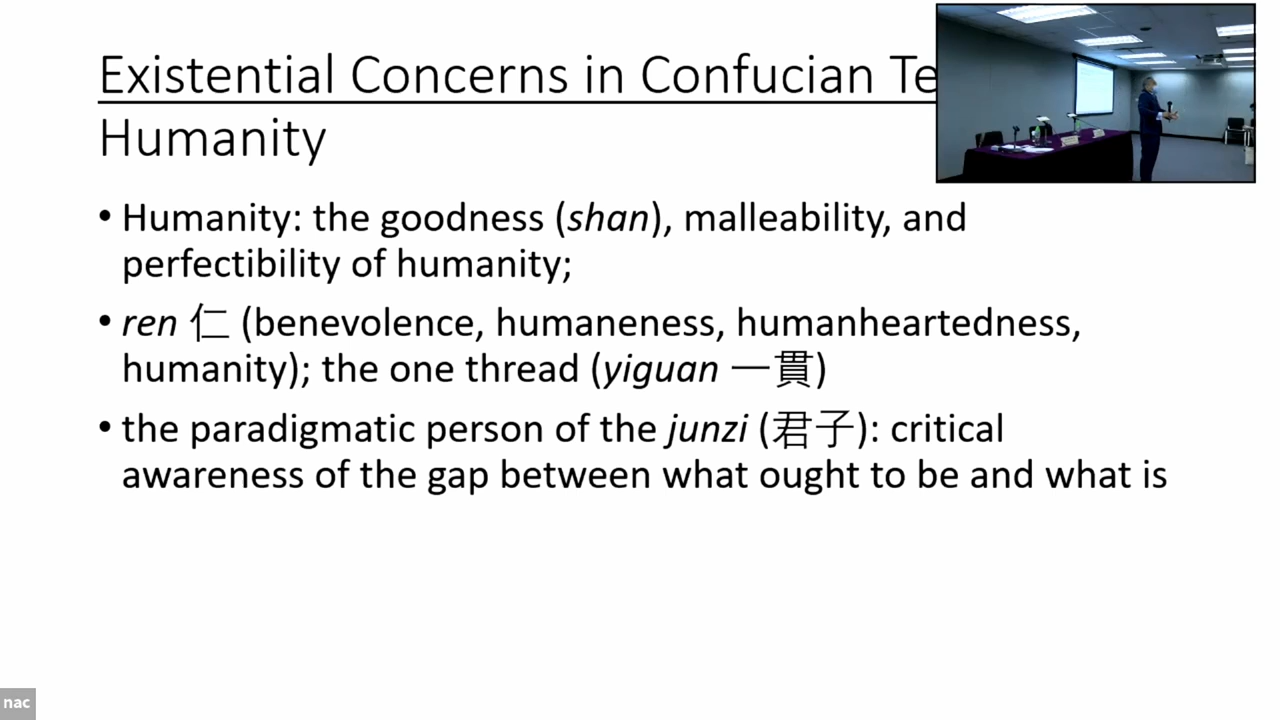 Existential Concerns in Confucian Te
Humanity
• Humanity: the goodness (shan), malleability, and
perfectibility of humanity;
• ren 仁 (benevolence, humaneness, humanheartedness,
humanity); the one thread (yiguan 一貫)
• the paradigmatic person of the junzi (君子): critical
awareness of the gap between what ought to be and what is
nac